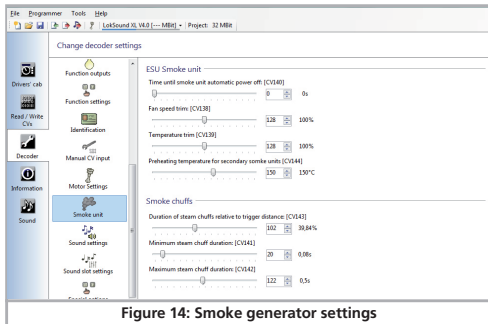 File Programmer Tools Help
LokSound XL V4.0 [--- MBit] Project: 32 MBit
Change decoder settings
Drivers' cab
Read / Write CVs
Decoder
Information
Sound
Function outputs
Function settings
Identification
Manual CV input
Motor Settings
Smoke unit
Sound settings
Sound slot settings
Special options
ESU Smoke unit
Time until smoke unit automatic power off: [CV140]
0 0s
Fan speed trim: [CV138]
128 100%
Temperature trim [CV139]
128 100%
Preheating temperature for secondary somke units [CV144]
150 150°C
Smoke chuffs
Duration of steam chuffs relative to trigger distance: [CV143]
102 39,84%
Minimum steam chuff duration: [CV141]
20 0,08s
Maximum steam chuff duration: [CV142]
122 0,5s
Figure 14: Smoke generator settings